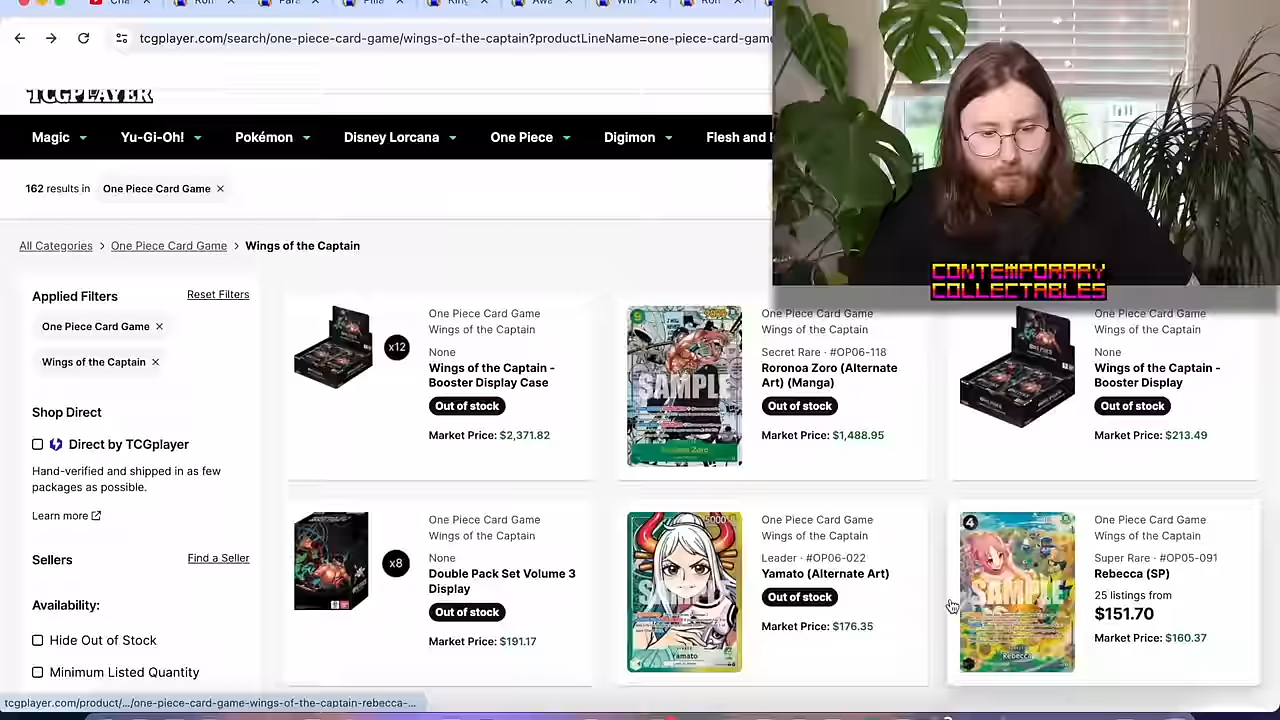 tcgplayer.com/search/one-piece-card-game/wings-of-the-captain?productLineName=one-piece-card-game
TCGPLAYER
Magic
Yu-Gi-Oh!
Pokémon
Disney Lorcana
One Piece
Digimon
Flesh and
CONTEMPORARY
COLLECTABLES
162 results in
One Piece Card Game
All Categories > One Piece Card Game > Wings of the Captain
Applied Filters
Reset Filters
One Piece Card Game
Wings of the Captain
Shop Direct
Direct by TCGplayer
Hand-verified and shipped in as few
packages as possible.
Learn more
Sellers
Find a Seller
Availability:
Hide Out of Stock
Minimum Listed Quantity
x12
One Piece Card Game
Wings of the Captain
None
Wings of the Captain -
Booster Display Case
Out of stock
Market Price: $2,371.82
SAMPLE
One Piece Card Game
Wings of the Captain
Secret Rare · #OP06-118
Roronoa Zoro (Alternate
Art) (Manga)
Out of stock
Market Price: $1,488.95
One Piece Card Game
Wings of the Captain
None
Wings of the Captain -
Booster Display
Out of stock
Market Price: $213.49
x8
One Piece Card Game
Wings of the Captain
None
Double Pack Set Volume 3
Display
Out of stock
Market Price: $191.17
5000
SAMPLE
Yamato
One Piece Card Game
Wings of the Captain
Leader · #OP06-022
Yamato (Alternate Art)
Out of stock
Market Price: $176.35
4
SAMPLE
Rebecca
One Piece Card Game
Wings of the Captain
Super Rare · #OP05-091
Rebecca (SP)
25 listings from
$151.70
Market Price: $160.37
tcgplayer.com/product/.../one-piece-card-game-wings-of-the-captain-rebecca-...